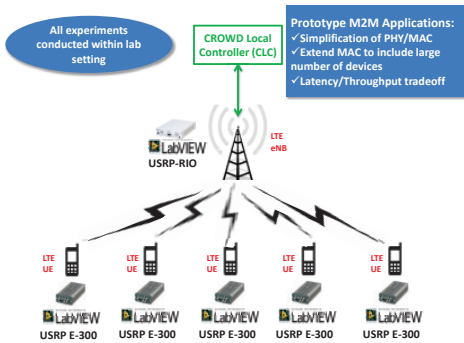 All experiments
conducted within lab
setting
CROWD Local
Controller (CLC)
Prototype M2M Applications:
✓Simplification of PHY/MAC
✓Extend MAC to include large
number of devices
✓Latency/Throughput tradeoff
LTE
eNB
LabVIEW
USRP-RIO
LTE
UE
LTE
UE
LTE
UE
LTE
UE
LTE
UE
LabVIEW
LabVIEW
LabVIEW
LabVIEW
LabVIEW
USRP E-300
USRP E-300
USRP E-300
USRP E-300
USRP E-300